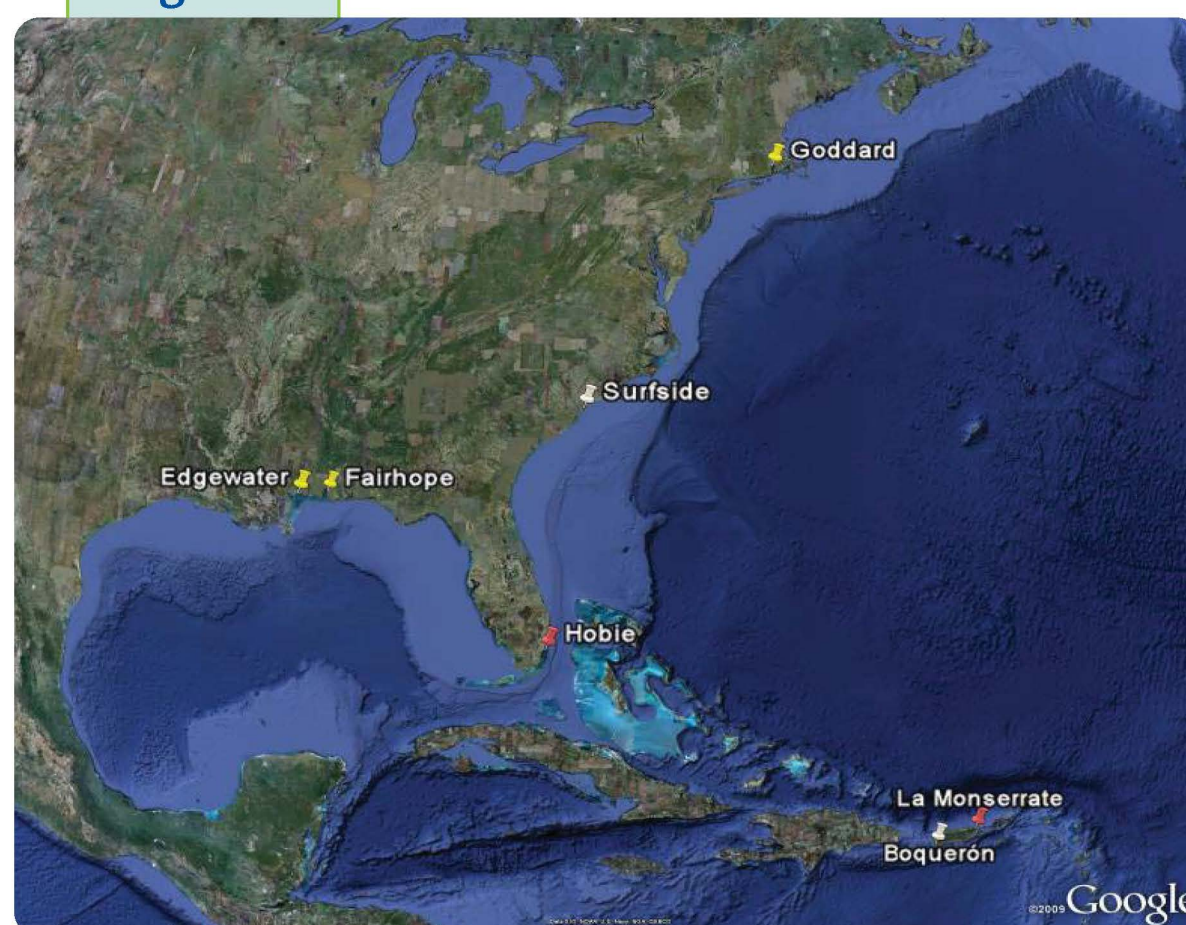 Goddard
Surfside
Edgewater
Fairhope
Hobie
La Monserrate
Boquerón
©2009 Google